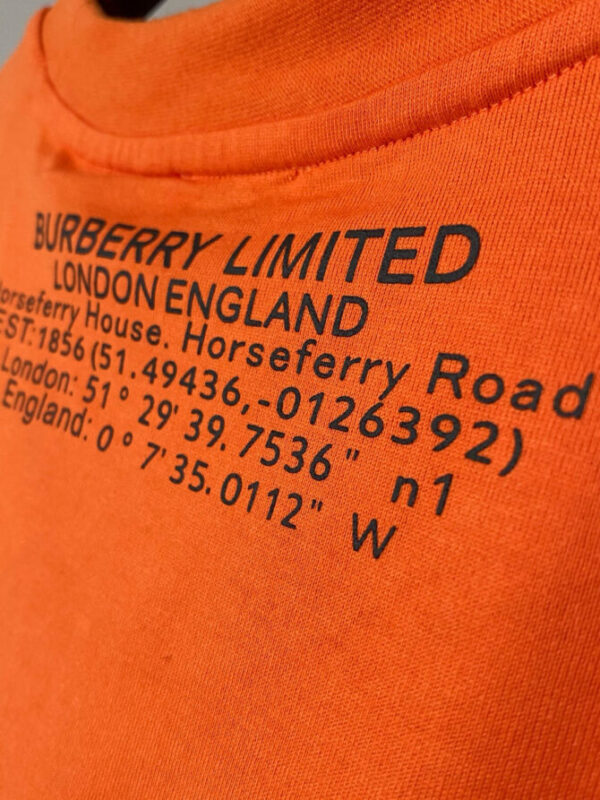 BURBERRY LIMITED
LONDON ENGLAND
Horseferry House. Horseferry Road
EST:1856 (51.49436,-0126392)
London: 51° 29'39.7536" n1
England: 0° 7'35.0112" W